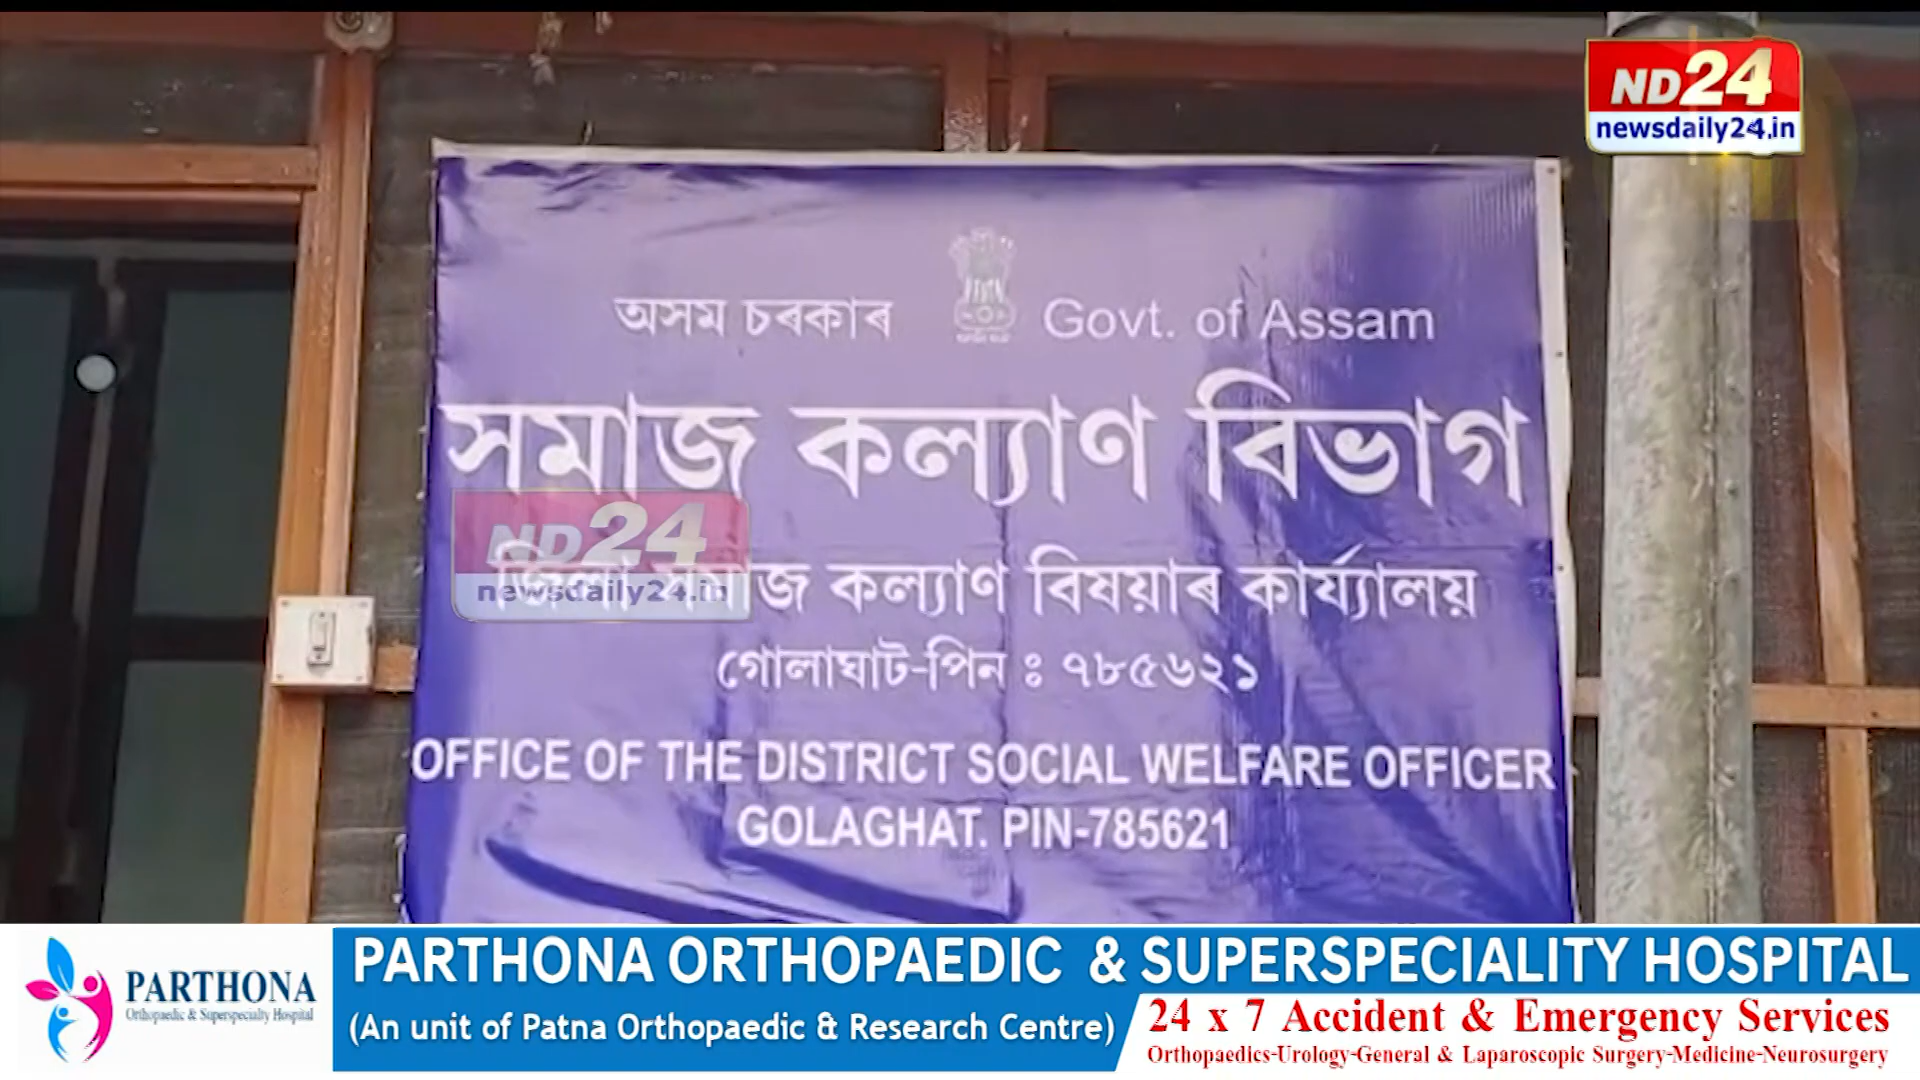 ND24
newsdaily24.in
অসম চৰকাৰ Govt. of Assam
সমাজ কল্যাণ বিভাগ
ND24
newsdaily24.in
জিলা সমাজ কল্যাণ বিষয়াৰ কাৰ্য্যালয়
গোলাঘাট-পিন ঃ ৭৮৫৬২১
OFFICE OF THE DISTRICT SOCIAL WELFARE OFFICER
GOLAGHAT. PIN-785621
PARTHONA
Orthopaedic & Superspecialty Hospital
PARTHONA ORTHOPAEDIC & SUPERSPECIALITY HOSPITAL
(An unit of Patna Orthopaedic & Research Centre)
24 x 7 Accident & Emergency Services
Orthopaedics-Urology-General & Laparoscopic Surgery-Medicine-Neurosurgery